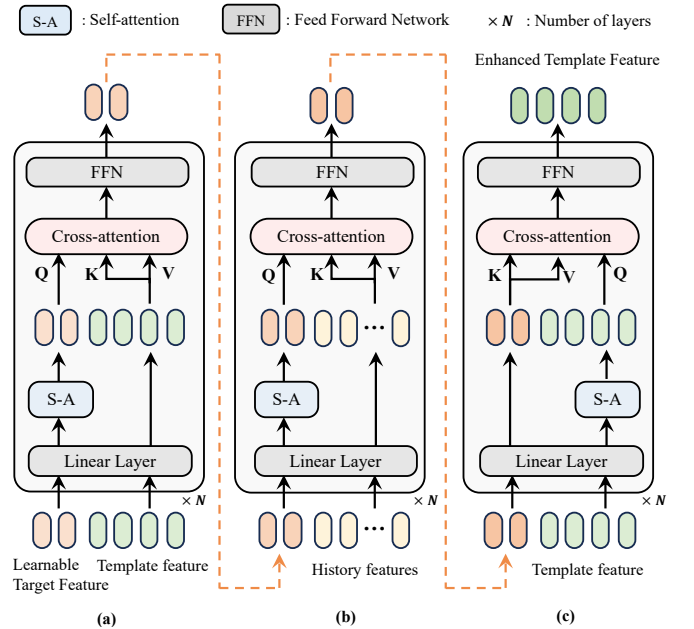 S-A : Self-attention FFN : Feed Forward Network × N : Number of layers
Enhanced Template Feature
FFN FFN FFN
Cross-attention Cross-attention Cross-attention
Q K V Q K V K V Q
S-A S-A S-A
Linear Layer Linear Layer Linear Layer
× N × N × N
Learnable
Target Feature
Template feature History features Template feature
(a) (b) (c)